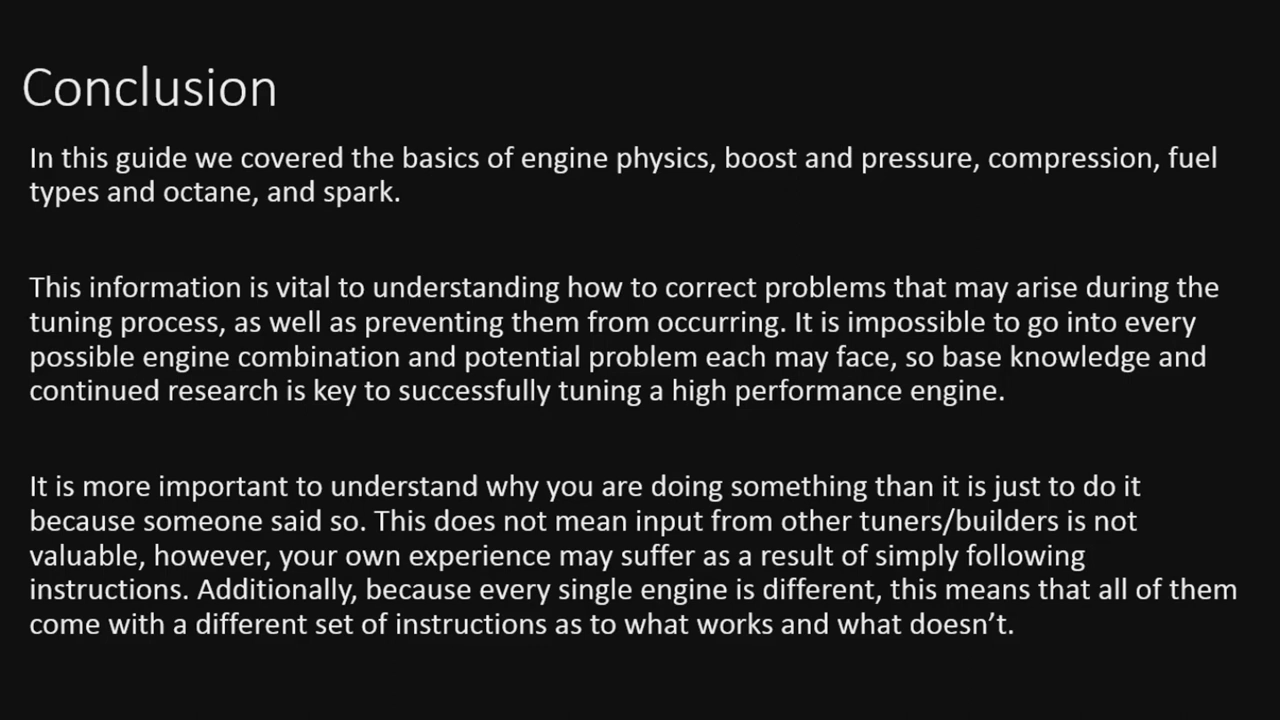 Conclusion
In this guide we covered the basics of engine physics, boost and pressure, compression, fuel
types and octane, and spark.
This information is vital to understanding how to correct problems that may arise during the
tuning process, as well as preventing them from occurring. It is impossible to go into every
possible engine combination and potential problem each may face, so base knowledge and
continued research is key to successfully tuning a high performance engine.
It is more important to understand why you are doing something than it is just to do it
because someone said so. This does not mean input from other tuners/builders is not
valuable, however, your own experience may suffer as a result of simply following
instructions. Additionally, because every single engine is different, this means that all of them
come with a different set of instructions as to what works and what doesn’t.